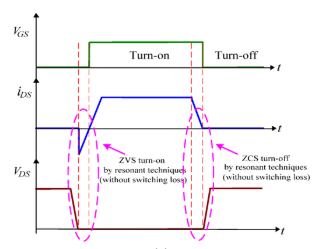 V_GS
Turn-on
Turn-off
t
i_DS
t
ZVS turn-on
by resonant techniques
(without switching loss)
ZCS turn-off
by resonant techniques
(without switching loss)
V_DS
t